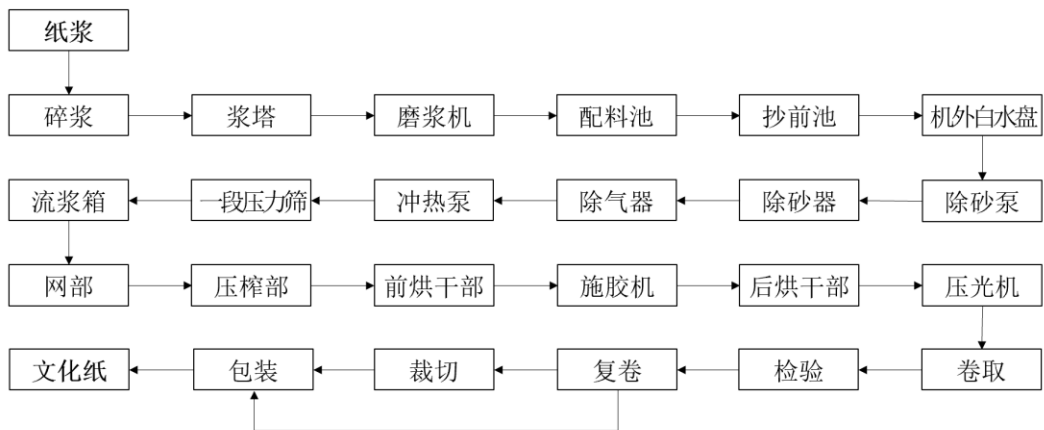 纸浆
碎浆 浆塔 磨浆机 配料池 抄前池 机外白水盘
流浆箱 一段压力筛 冲热泵 除气器 除砂器 除砂泵
网部 压榨部 前烘干部 施胶机 后烘干部 压光机
文化纸 包装 裁切 复卷 检验 卷取